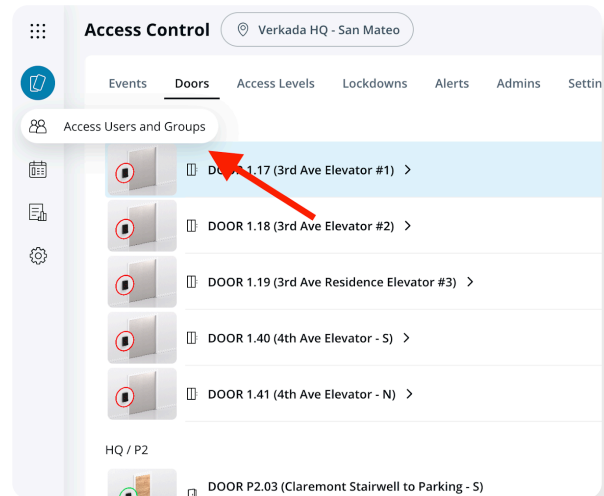 Access Control
Verkada HQ - San Mateo
Events Doors Access Levels Lockdowns Alerts Admins Settin
Access Users and Groups
DOOR 1.17 (3rd Ave Elevator #1)
DOOR 1.18 (3rd Ave Elevator #2)
DOOR 1.19 (3rd Ave Residence Elevator #3)
DOOR 1.40 (4th Ave Elevator - S)
DOOR 1.41 (4th Ave Elevator - N)
HQ / P2
DOOR P2.03 (Claremont Stairwell to Parking - S)